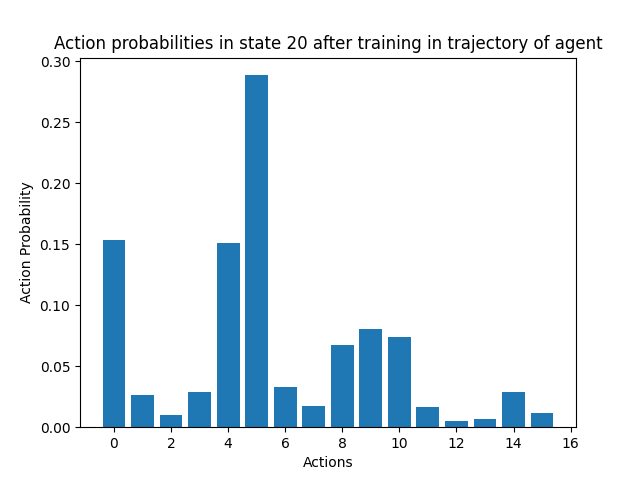 Action probabilities in state 20 after training in trajectory of agent
0.30
0.25
0.20
0.15
0.10
0.05
0.00
Action Probability
0 2 4 6 8 10 12 14 16
Actions